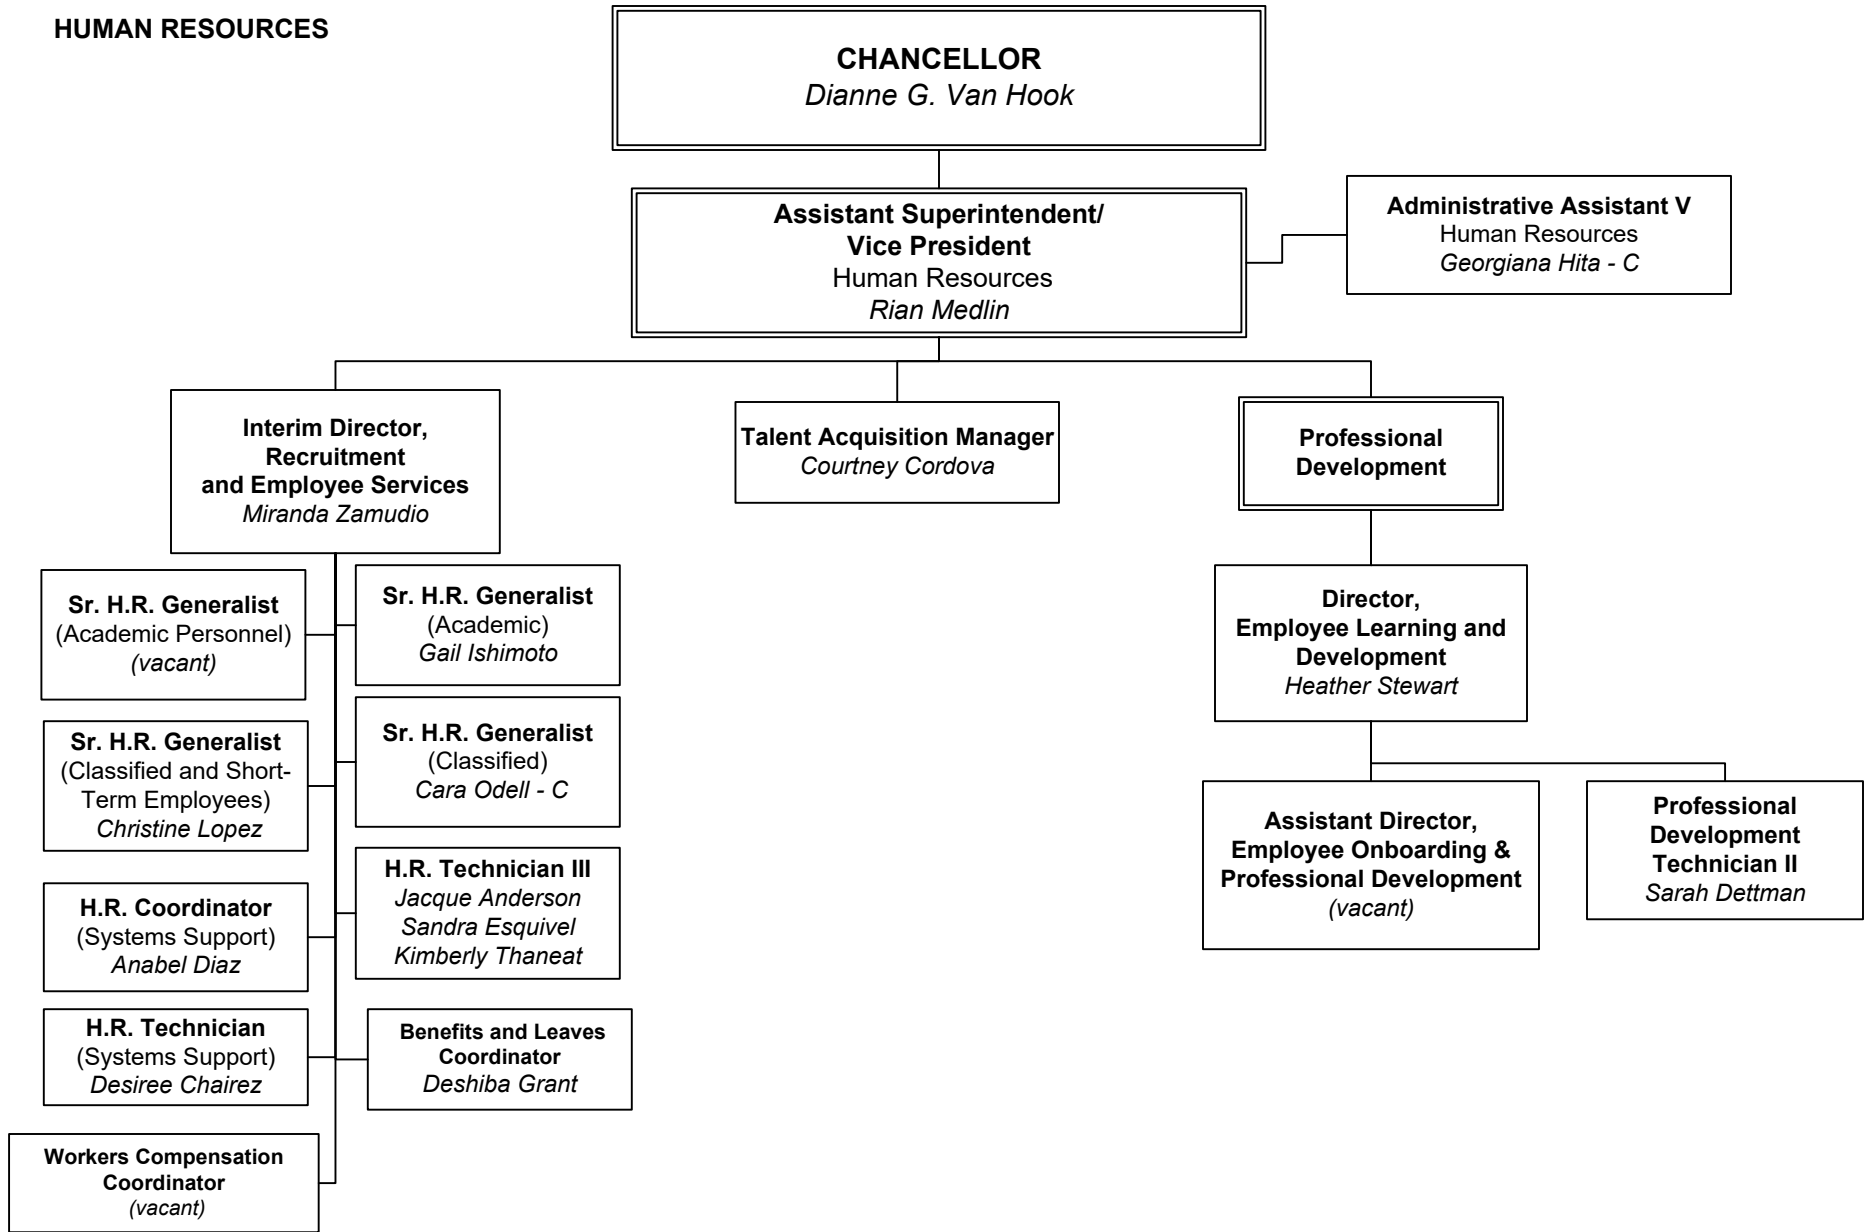 HUMAN RESOURCES
CHANCELLOR
Dianne G. Van Hook
Assistant Superintendent/
Vice President
Human Resources
Rian Medlin
Administrative Assistant V
Human Resources
Georgiana Hita - C
Interim Director,
Recruitment
and Employee Services
Miranda Zamudio
Talent Acquisition Manager
Courtney Cordova
Professional
Development
Sr. H.R. Generalist
(Academic Personnel)
(vacant)
Sr. H.R. Generalist
(Academic)
Gail Ishimoto
Sr. H.R. Generalist
(Classified and Short-
Term Employees)
Christine Lopez
Sr. H.R. Generalist
(Classified)
Cara Odell - C
H.R. Coordinator
(Systems Support)
Anabel Diaz
H.R. Technician III
Jacque Anderson
Sandra Esquivel
Kimberly Thaneat
H.R. Technician
(Systems Support)
Desiree Chairez
Benefits and Leaves
Coordinator
Deshiba Grant
Workers Compensation
Coordinator
(vacant)
Director,
Employee Learning and
Development
Heather Stewart
Assistant Director,
Employee Onboarding &
Professional Development
(vacant)
Professional
Development
Technician II
Sarah Dettman